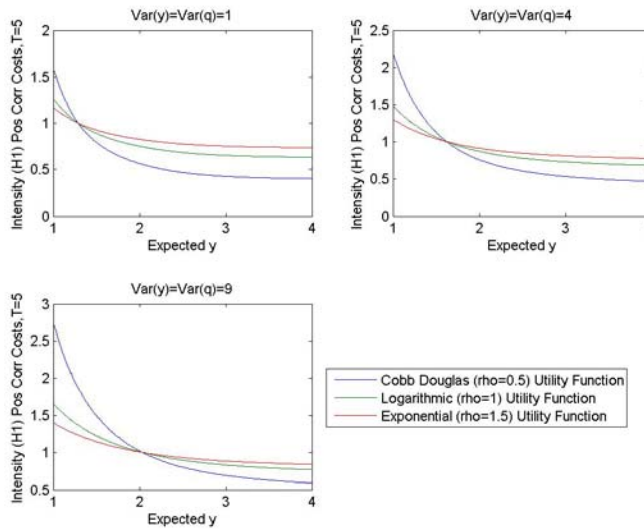 Var(y)=Var(q)=1
Intensity (H1) Pos Corr Costs,T=5
2
1.5
1
0.5
0
1 2 3 4
Expected y
Var(y)=Var(q)=4
Intensity (H1) Pos Corr Costs,T=5
2.5
2
1.5
1
0.5
0
1 2 3
Expected y
Var(y)=Var(q)=9
Intensity (H1) Pos Corr Costs,T=5
3
2.5
2
1.5
1
0.5
1 2 3 4
Expected y
Cobb Douglas (rho=0.5) Utility Function
Logarithmic (rho=1) Utility Function
Exponential (rho=1.5) Utility Function